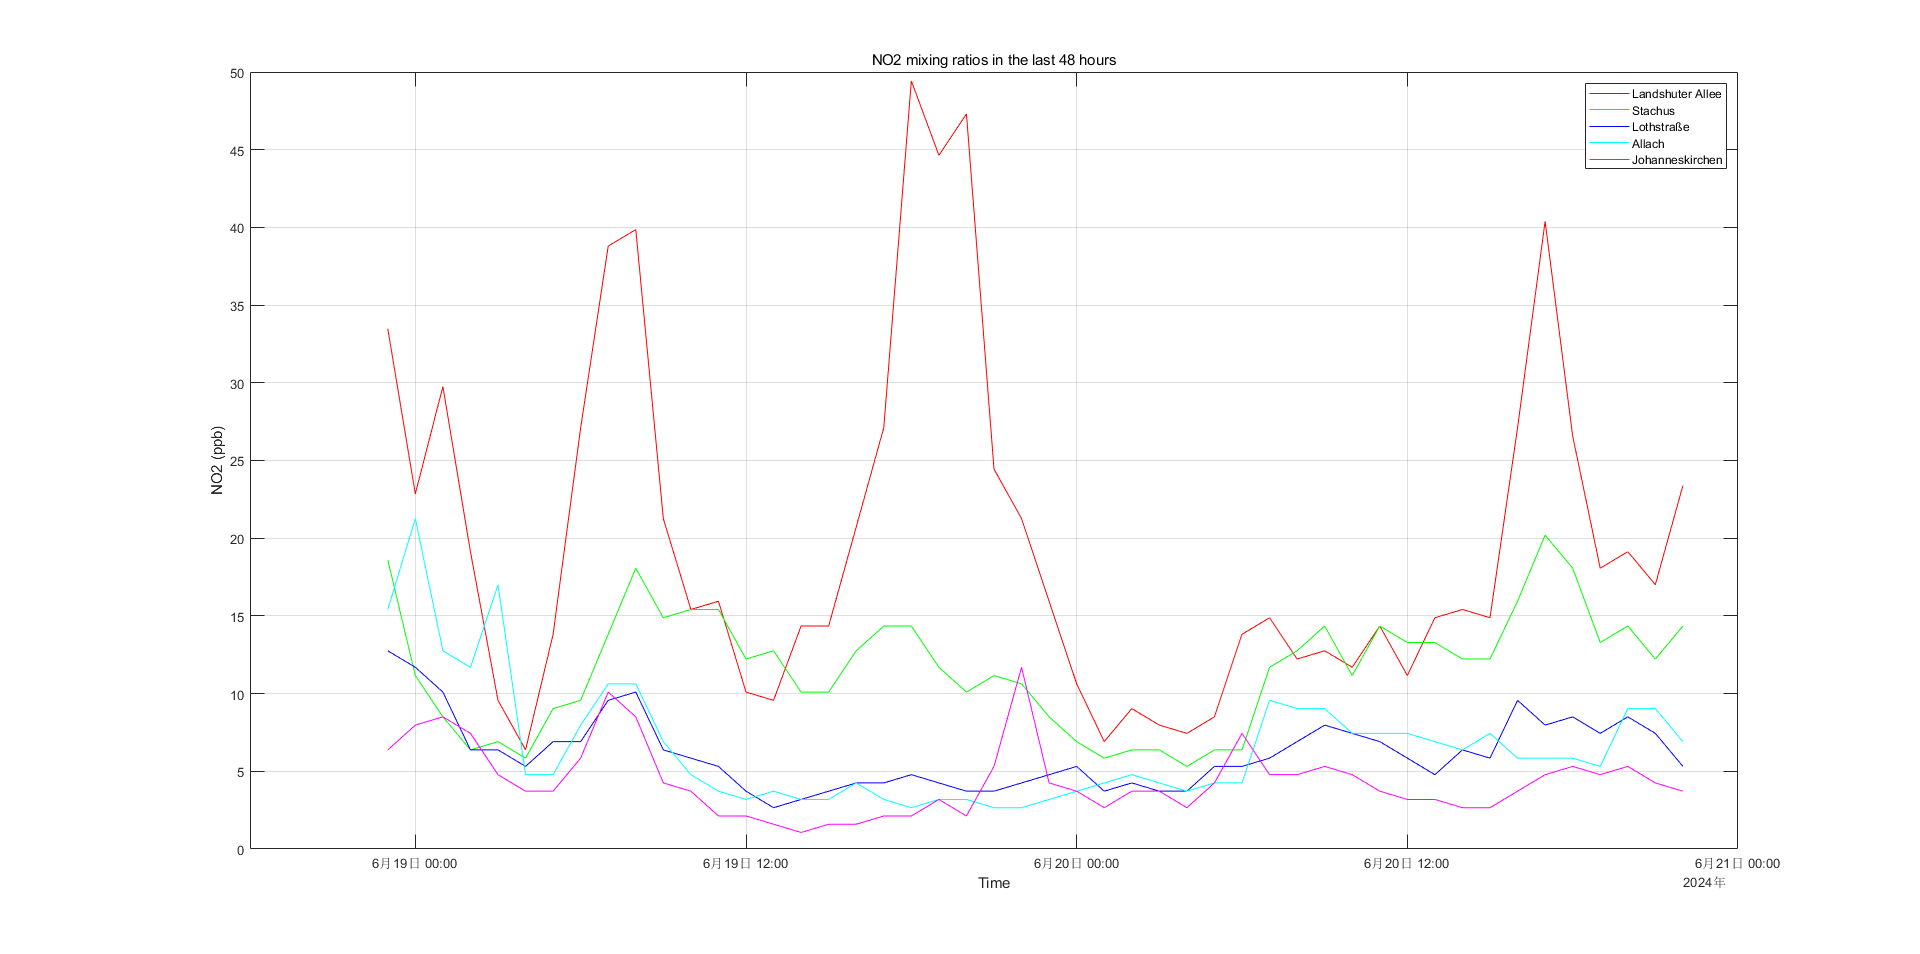 NO2 mixing ratios in the last 48 hours
50
45
40
35
30
25
20
15
10
5
0
NO2 (ppb)
Landshuter Allee
Stachus
Lothstraße
Allach
Johanneskirchen
6月19日 00:00
6月19日 12:00
6月20日 00:00
6月20日 12:00
6月21日 00:00
Time
2024年